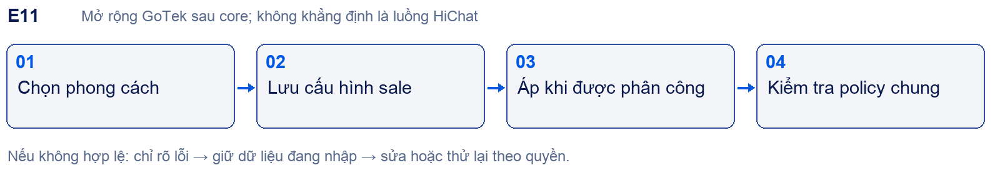 E11 Mở rộng GoTek sau core; không khẳng định là luồng HiChat
01
Chọn phong cách
02
Lưu cấu hình sale
03
Áp khi được phân công
04
Kiểm tra policy chung
Nếu không hợp lệ: chỉ rõ lỗi → giữ dữ liệu đang nhập → sửa hoặc thử lại theo quyền.